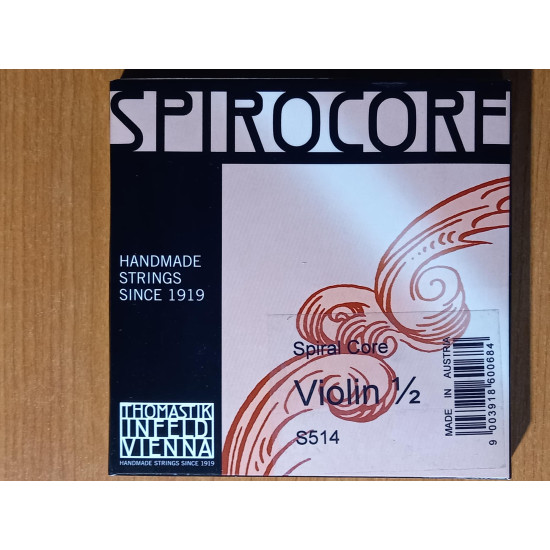 SPIROCORE
HANDMADE
STRINGS
SINCE 1919
Spiral Core
Violin ½
S514
MADE IN AUSTRIA
9 003918 600684
THOMASTIK
INFELD
VIENNA
HANDMADE STRINGS SINCE 1919